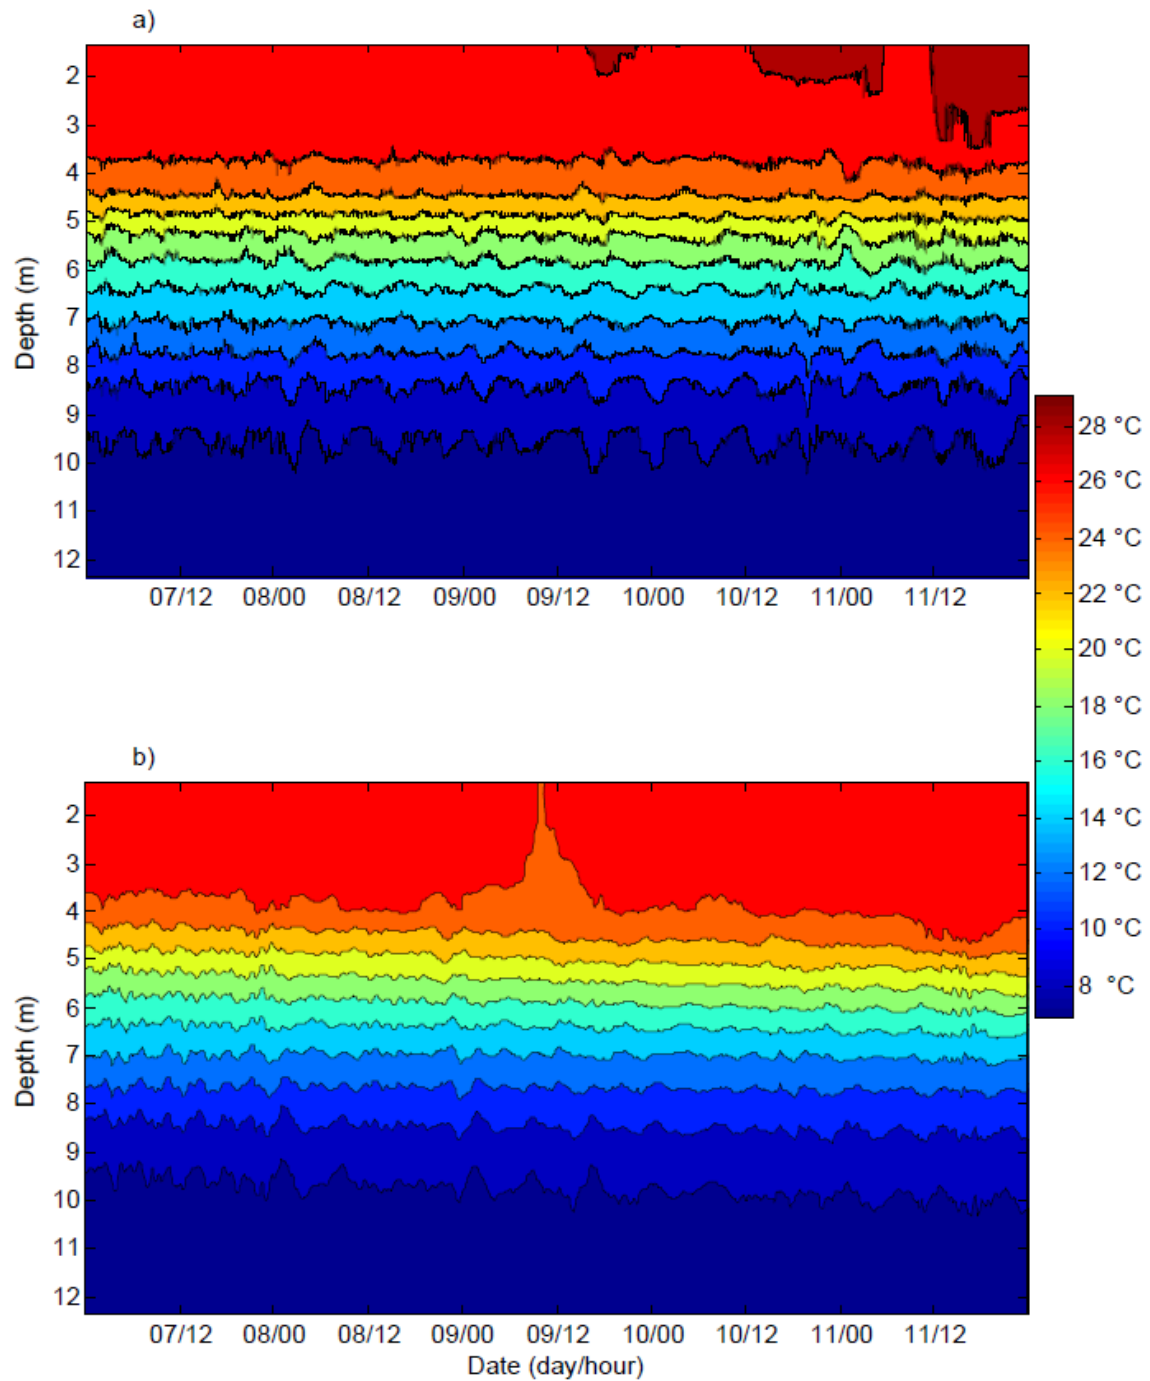 a)
2
3
4
5
6
7
8
9
10
11
12
Depth (m)
07/12 08/00 08/12 09/00 09/12 10/00 10/12 11/00 11/12
28 °C
26 °C
24 °C
22 °C
20 °C
18 °C
16 °C
14 °C
12 °C
10 °C
8 °C
b)
2
3
4
5
6
7
8
9
10
11
12
Depth (m)
07/12 08/00 08/12 09/00 09/12 10/00 10/12 11/00 11/12
Date (day/hour)